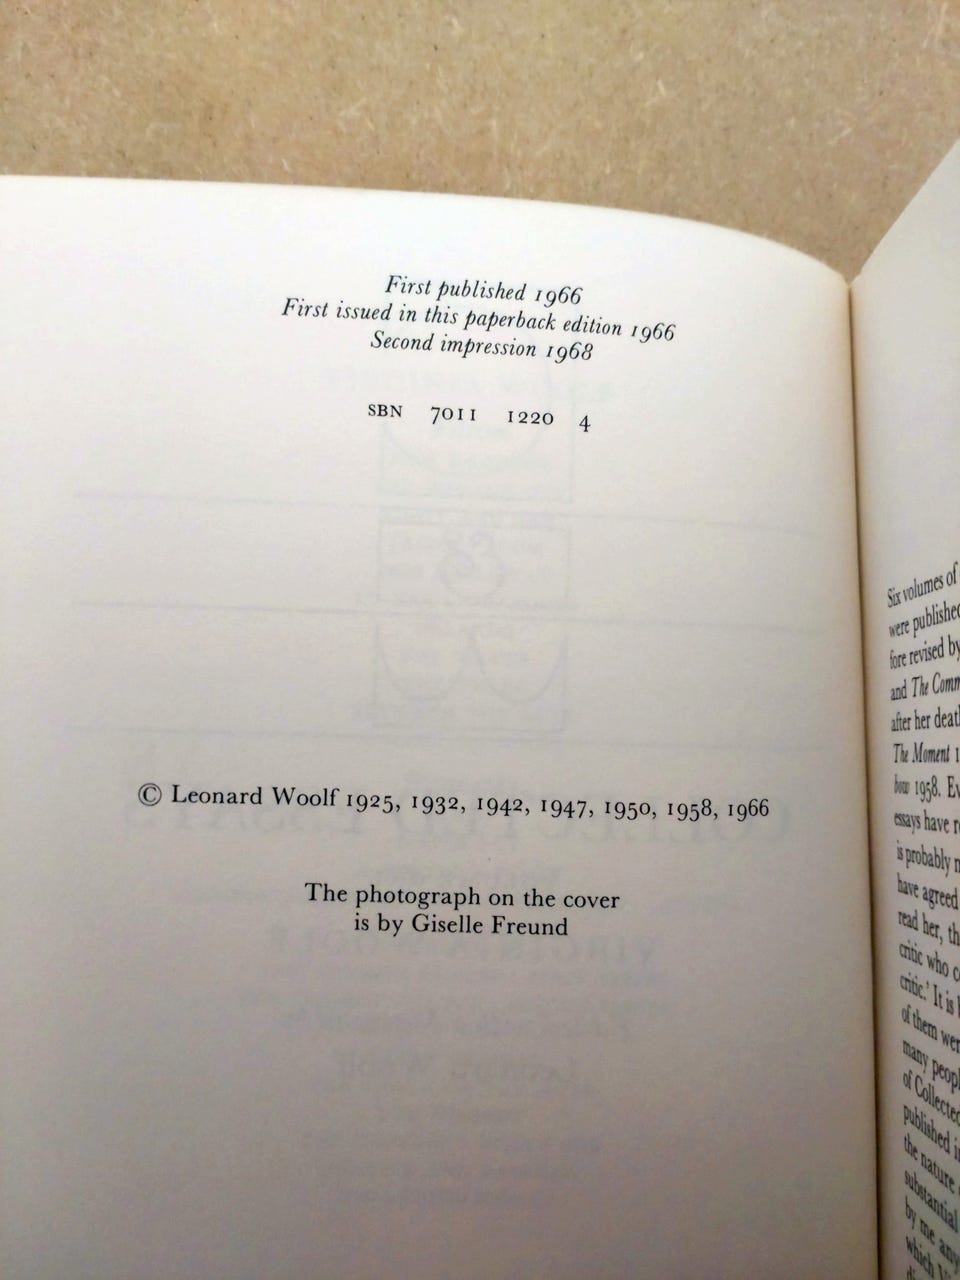 First published 1966
First issued in this paperback edition 1966
Second impression 1968
SBN 7011 1220 4
© Leonard Woolf 1925, 1932, 1942, 1947, 1950, 1958, 1966
The photograph on the cover
is by Giselle Freund
Six volumes of
were published
fore revised by
and The Comm
after her death
The Moment 1
bow 1958. Ev
essays have r
is probably n
have agreed
read her, th
critic who c
critic.' It is
of them wer
many peopl
of Collected
published i
the nature
substantial
by me any
which